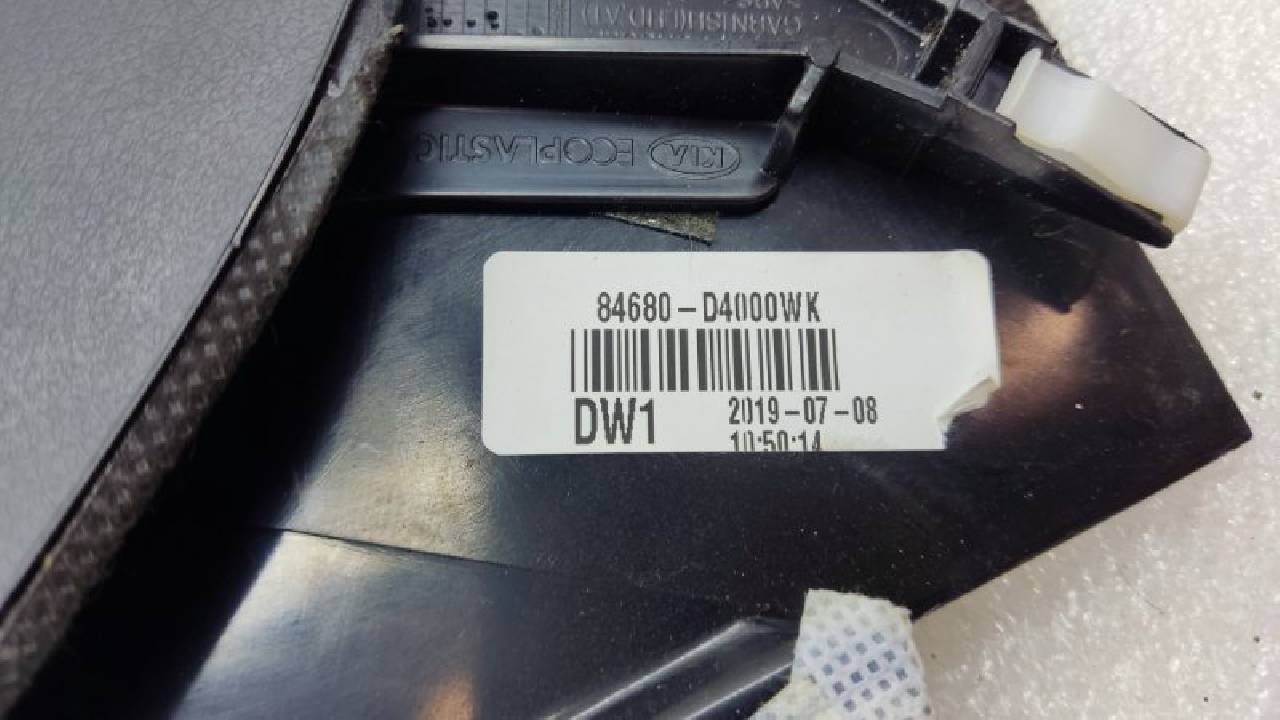 84680-D4000WK
DW1
2019-07-08
10:50:14
KIA ECOPLASTIC